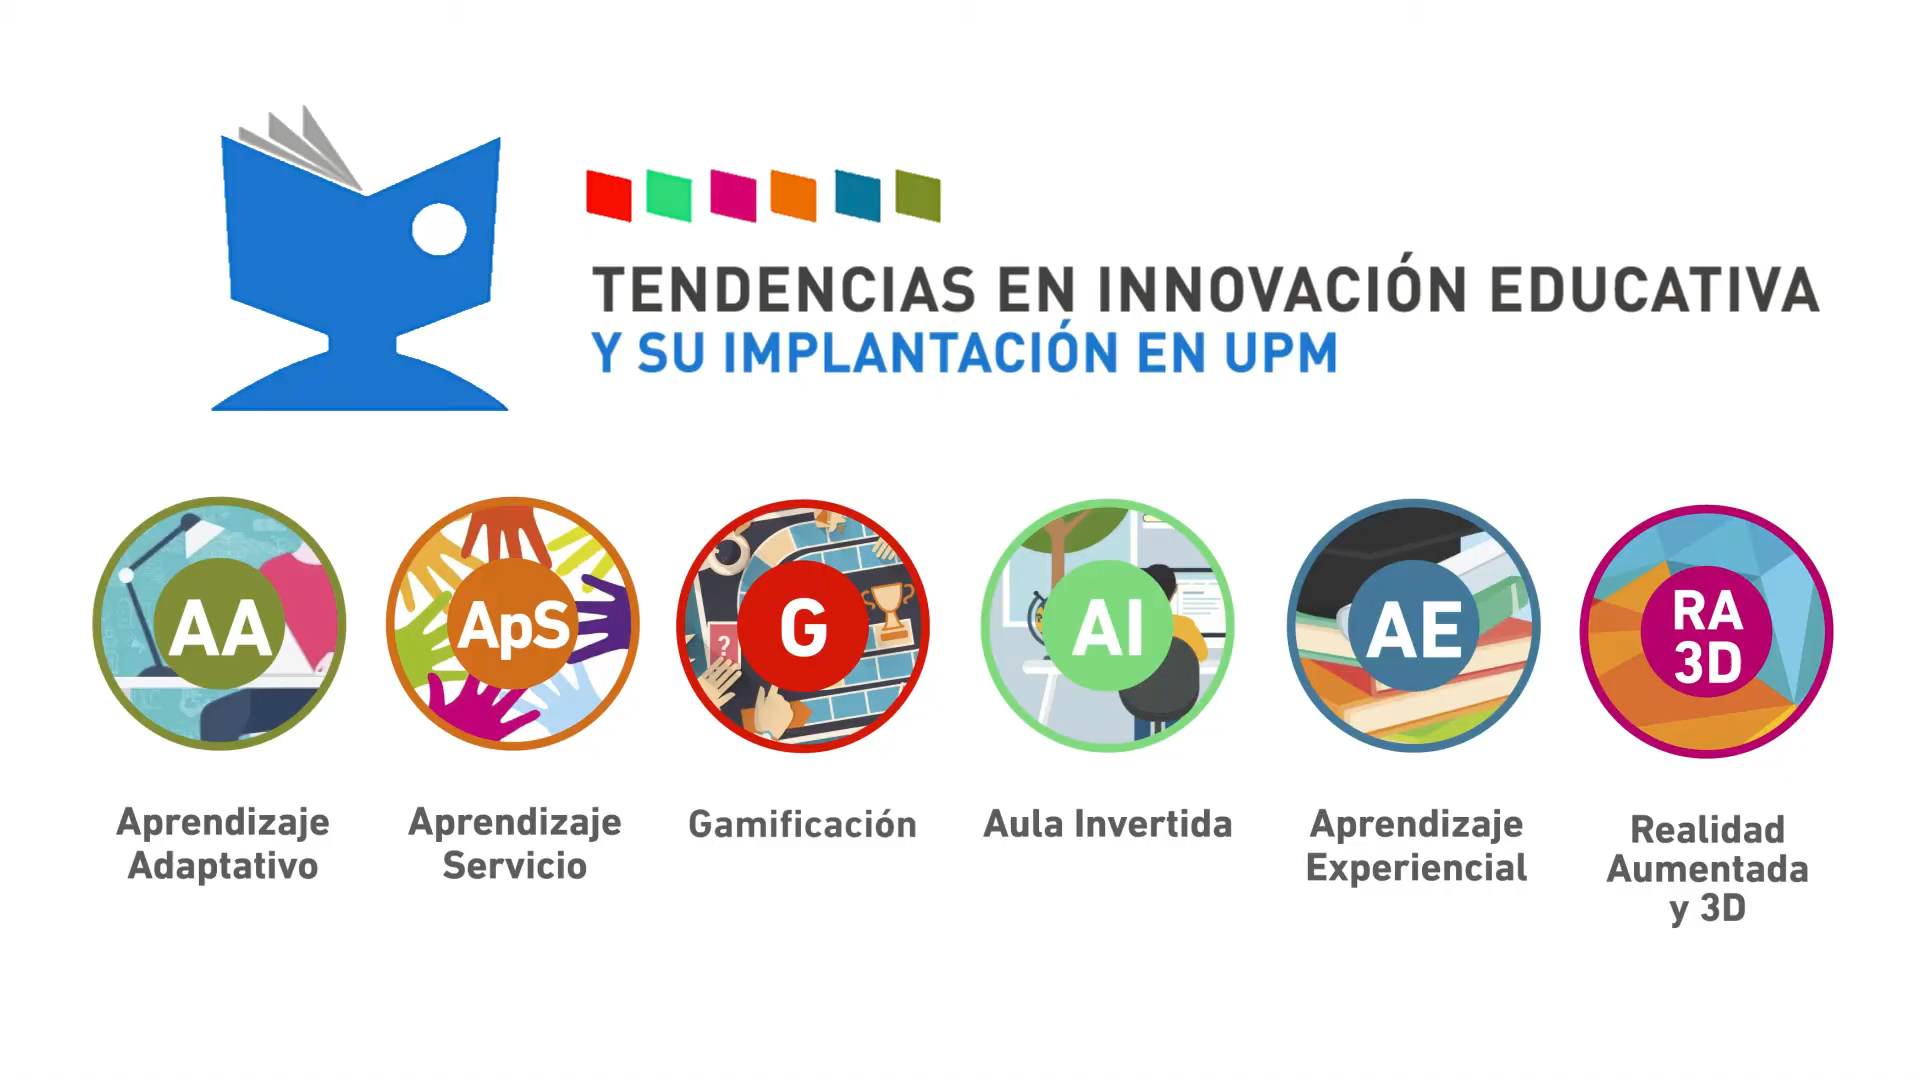 TENDENCIAS EN INNOVACIÓN EDUCATIVA
Y SU IMPLANTACIÓN EN UPM
AA
ApS
?
G
AI
AE
RA
3D
Aprendizaje
Adaptativo
Aprendizaje
Servicio
Gamificación
Aula Invertida
Aprendizaje
Experiencial
Realidad
Aumentada
y 3D